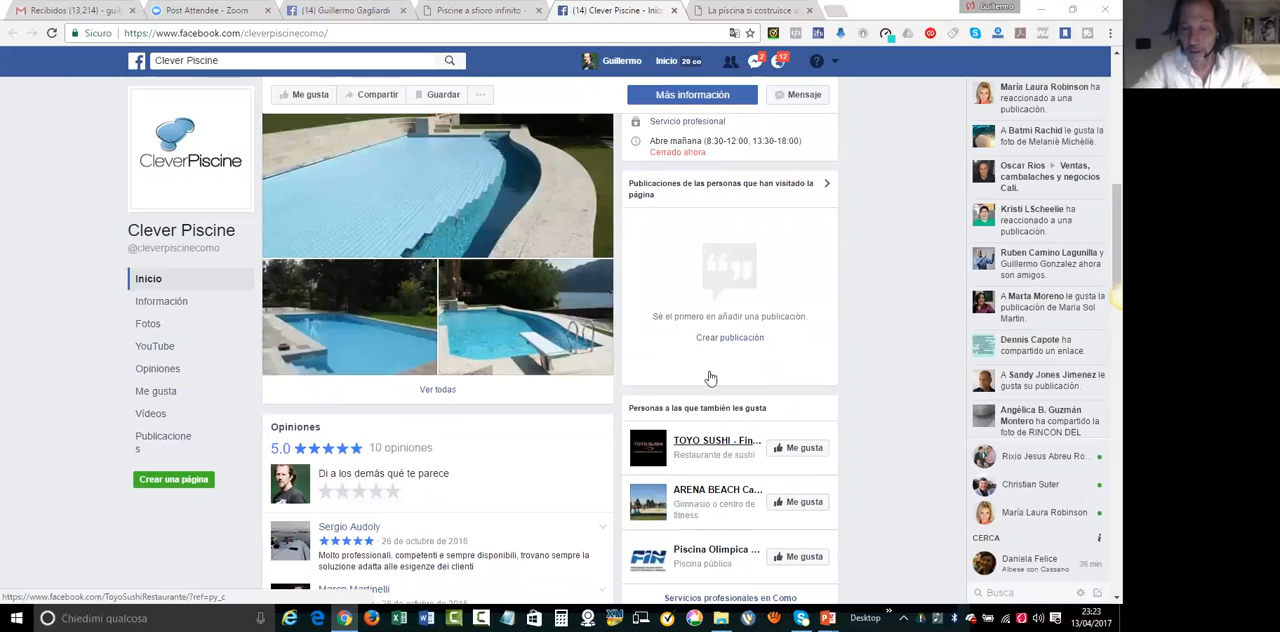 Recibidos (13,214) - gui
Post Attendee - Zoom
(14) Guillermo Gagliardi
Piscine a sfioro infinito -
(14) Clever Piscine - Inic
La piscina si costruisce i
Guillermo
Sicuro
https://www.facebook.com/cleverpiscinecomo/
Clever Piscine
Guillermo
Inicio 20
2
12
Me gusta
Compartir
Guardar
...
Más información
Mensaje
CleverPiscine
Clever Piscine
@cleverpiscinecomo
Inicio
Información
Fotos
YouTube
Opiniones
Me gusta
Vídeos
Publicacione
s
Crear una página
Ver todas
Opiniones
5.0
10 opiniones
Di a los demás qué te parece
Sergio Audoly
26 de octubre de 2016
Molto professionali, competenti e sempre disponibili, trovano sempre la
soluzione adatta alle esigenze dei clienti
Marco Martinelli
Servicio profesional
Abre mañana (8:30-12:00, 13:30-18:00)
Cerrado ahora
Publicaciones de las personas que han visitado la
página
Sé el primero en añadir una publicación.
Crear publicación
Personas a las que también les gusta
TOYO SUSHI - Fin...
Restaurante de sushi
Me gusta
ARENA BEACH Ca...
Gimnasio o centro de
fitness
Me gusta
FIN
Piscina Olimpica ...
Piscina pública
Me gusta
Servicios profesionales en Como
María Laura Robinson ha
reaccionado a una
publicación.
A Batmi Rachid le gusta la
foto de Melaniè Michèllè.
Oscar Rios ▸ Ventas,
cambalaches y negocios
Cali.
Kristi LScheelie ha
reaccionado a una
publicación.
Ruben Camino Lagunilla y
Guillermo Gonzalez ahora
son amigos.
A Marta Moreno le gusta la
publicación de Maria Sol
Martin.
Dennis Capote ha
compartido un enlace.
A Sandy Jones Jimenez le
gusta su publicación.
Angélica B, Guzmán
Montero ha compartido la
foto de RINCON DEL
Rixio Jesus Abreu Ro...
Christian Suter
María Laura Robinson
CERCA
Daniela Felice
Albese con Cassano
36 min
Busca
https://www.facebook.com/ToyoSushiRestaurante/?ref=py_c
Chiedimi qualcosa
Desktop
23:23
13/04/2017